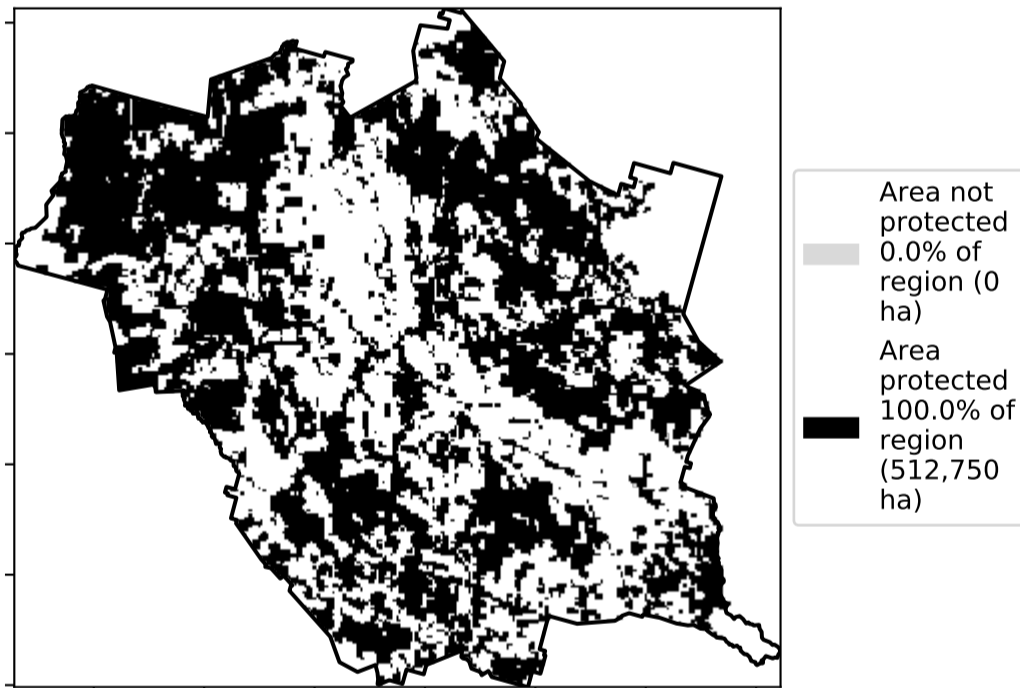 Area not
protected
0.0% of
region (0
ha)
Area
protected
100.0% of
region
(512,750
ha)